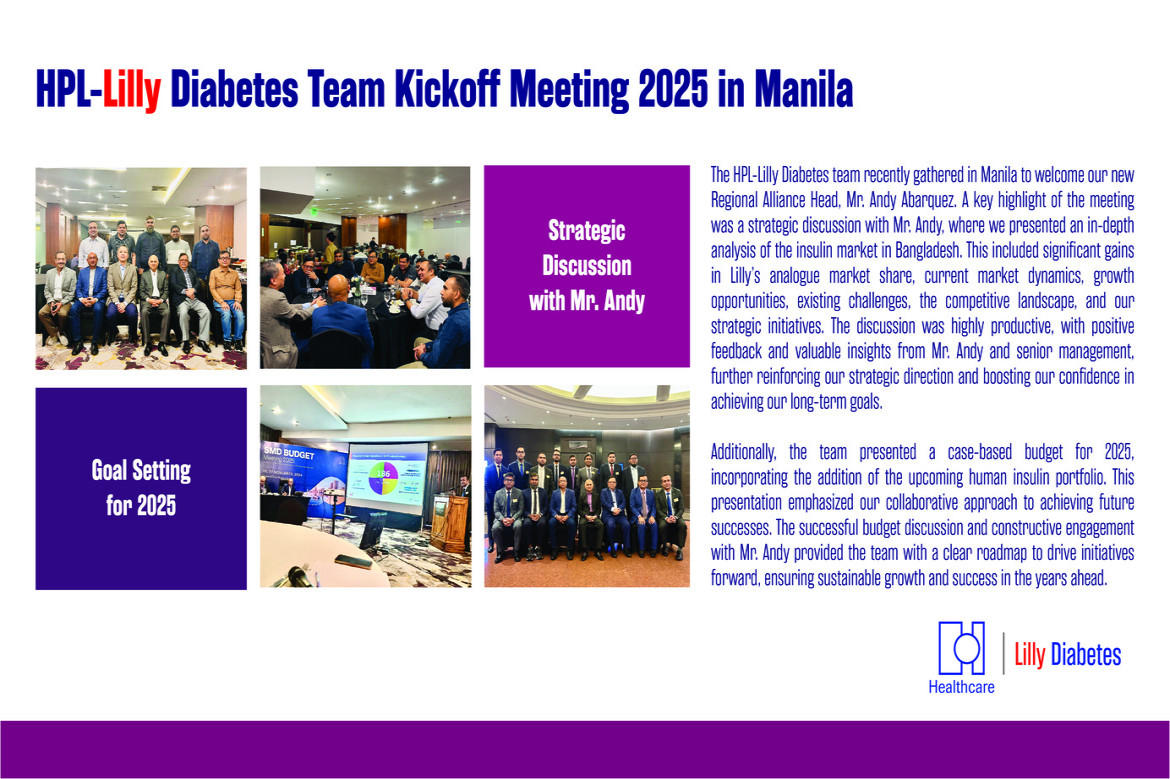 HPL-Lilly Diabetes Team Kickoff Meeting 2025 in Manila
Strategic
Discussion
with Mr. Andy
Goal Setting
for 2025
SMD BUDGET
Meeting 2025
186
The HPL-Lilly Diabetes team recently gathered in Manila to welcome our new
Regional Alliance Head, Mr. Andy Abarquez. A key highlight of the meeting
was a strategic discussion with Mr. Andy, where we presented an in-depth
analysis of the insulin market in Bangladesh. This included significant gains
in Lilly's analogue market share, current market dynamics, growth
opportunities, existing challenges, the competitive landscape, and our
strategic initiatives. The discussion was highly productive, with positive
feedback and valuable insights from Mr. Andy and senior management,
further reinforcing our strategic direction and boosting our confidence in
achieving our long-term goals.
Additionally, the team presented a case-based budget for 2025,
incorporating the addition of the upcoming human insulin portfolio. This
presentation emphasized our collaborative approach to achieving future
successes. The successful budget discussion and constructive engagement
with Mr. Andy provided the team with a clear roadmap to drive initiatives
forward, ensuring sustainable growth and success in the years ahead.
Healthcare
Lilly Diabetes